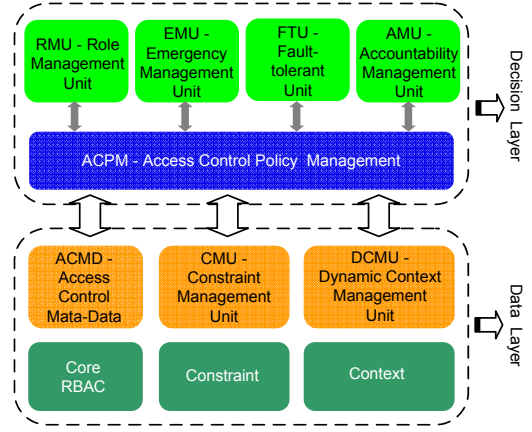 RMU - Role
Management
Unit
EMU -
Emergency
Management
Unit
FTU -
Fault-
tolerant
Unit
AMU -
Accountability
Management
Unit
Decision Layer
ACPM - Access Control Policy Management
ACMD -
Access
Control
Mata-Data
CMU -
Constraint
Management
Unit
DCMU -
Dynamic Context
Management
Unit
Data Layer
Core
RBAC
Constraint
Context